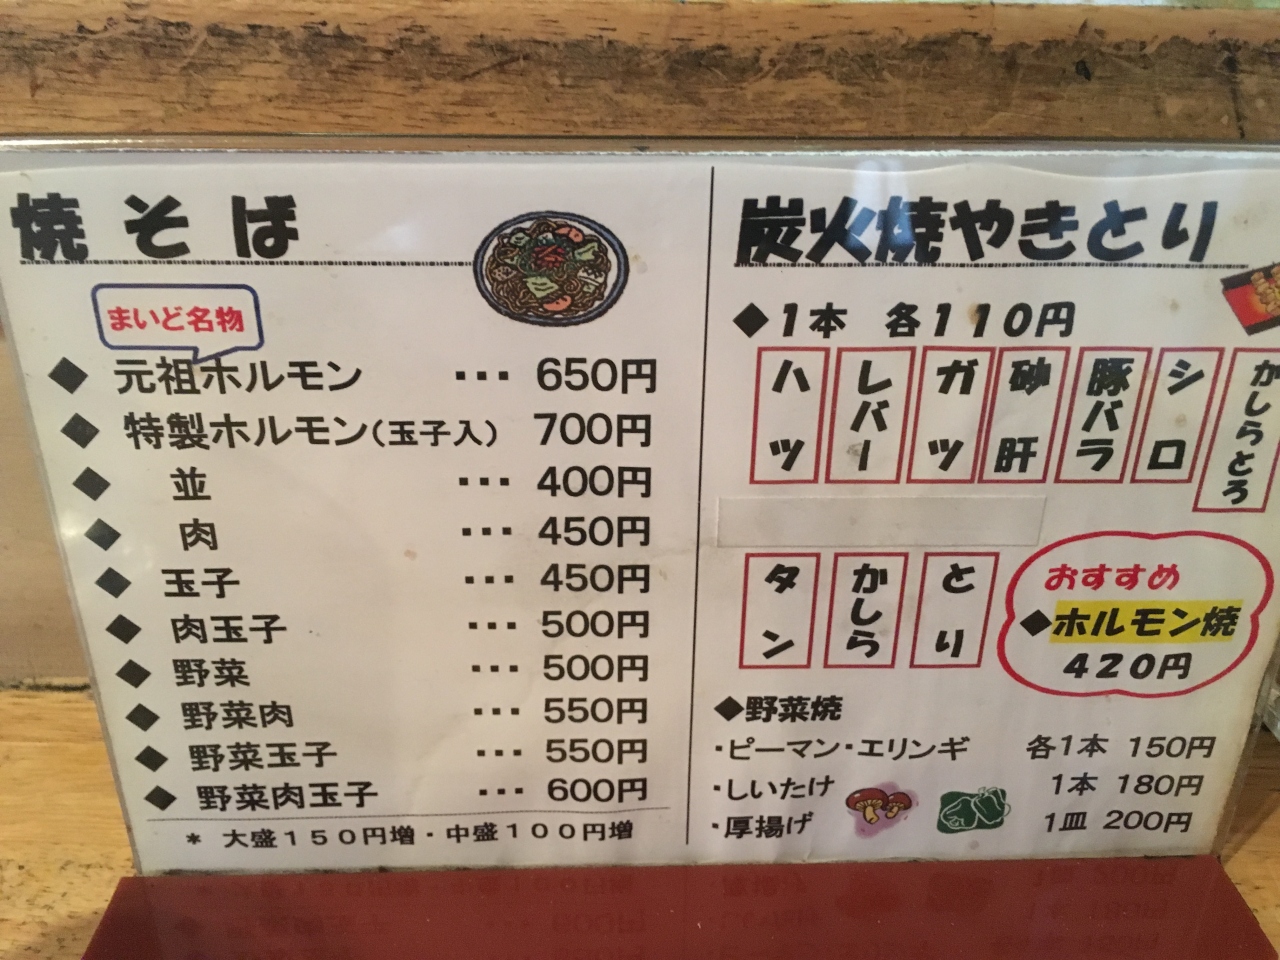 焼そば
まいど名物
◆ 元祖ホルモン ･･･ 650円
◆ 特製ホルモン(玉子入) 700円
◆ 並 ･･･ 400円
◆ 肉 ･･･ 450円
◆ 玉子 ･･･ 450円
◆ 肉玉子 ･･･ 500円
◆ 野菜 ･･･ 500円
◆ 野菜肉 ･･･ 550円
◆ 野菜玉子 ･･･ 550円
◆ 野菜肉玉子 ･･･ 600円
* 大盛150円増・中盛100円増
炭火焼やきとり
◆1本 各110円
ハツ
レバー
ガツ
砂肝
豚バラ
シロ
かしらとろ
タン
かしら
とり
おすすめ
◆ホルモン焼
420円
◆野菜焼
・ピーマン・エリンギ 各1本 150円
・しいたけ 1本 180円
・厚揚げ 1皿 200円